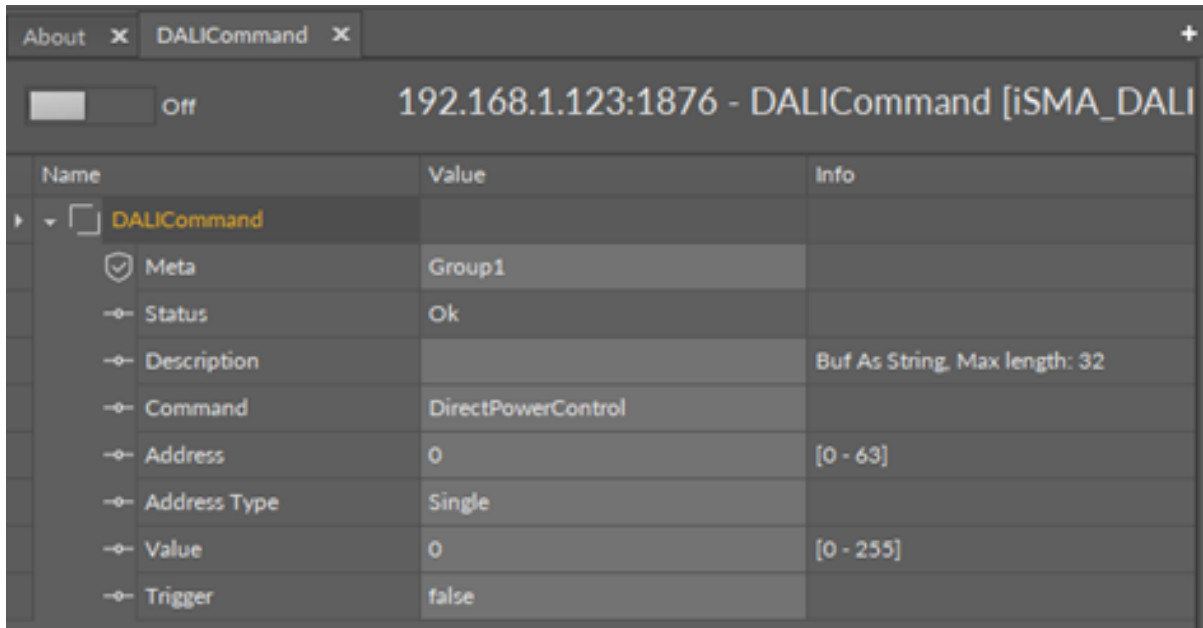 About × DALICommand × +
Off 192.168.1.123:1876 - DALICommand [iSMA_DALI
Name Value Info
DALICommand
Meta Group1
Status Ok
Description Buf As String, Max length: 32
Command DirectPowerControl
Address 0 [0 - 63]
Address Type Single
Value 0 [0 - 255]
Trigger false